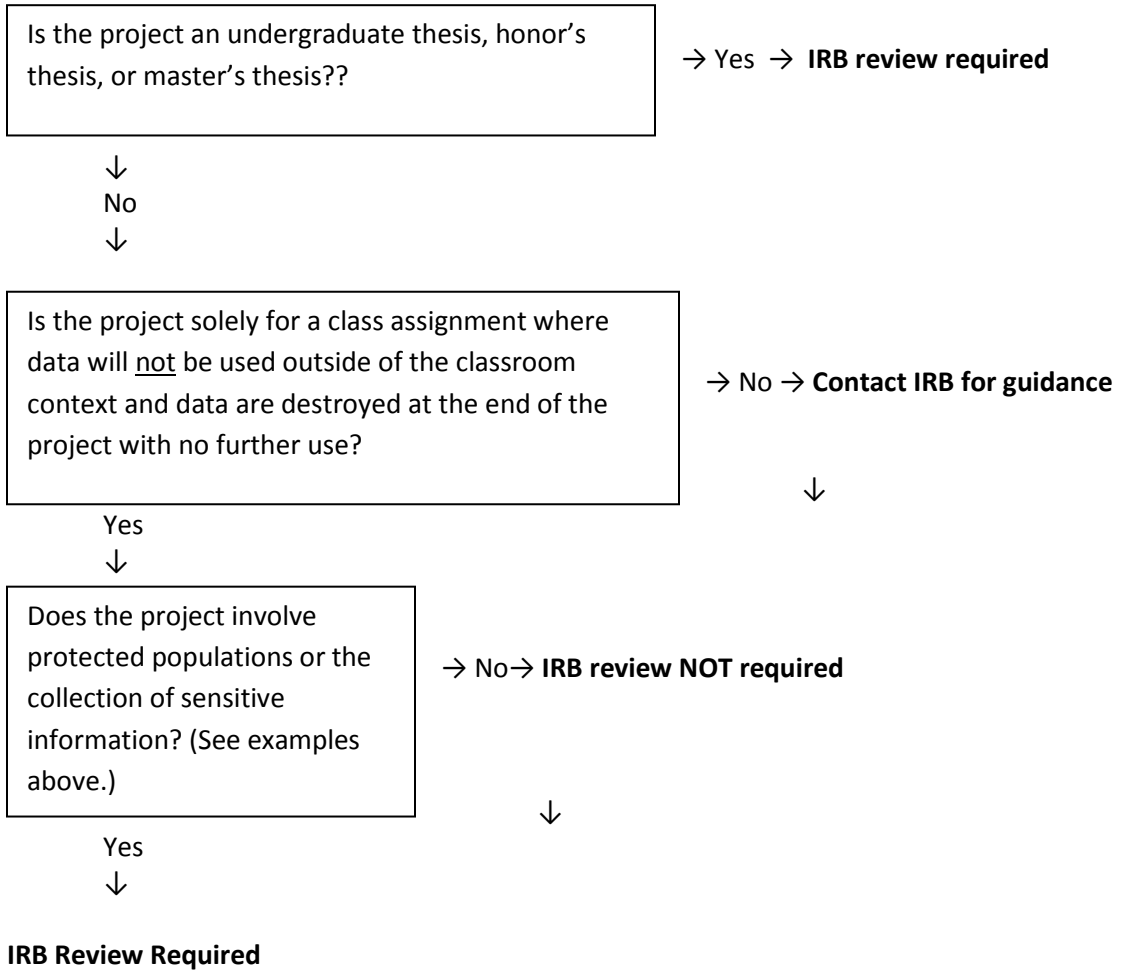 Is the project an undergraduate thesis, honor's
thesis, or master's thesis??
→ Yes → IRB review required
↓
No
↓
Is the project solely for a class assignment where
data will not be used outside of the classroom
context and data are destroyed at the end of the
project with no further use?
→ No → Contact IRB for guidance
↓
Yes
↓
Does the project involve
protected populations or the
collection of sensitive
information? (See examples
above.)
→ No→ IRB review NOT required
↓
Yes
↓
IRB Review Required